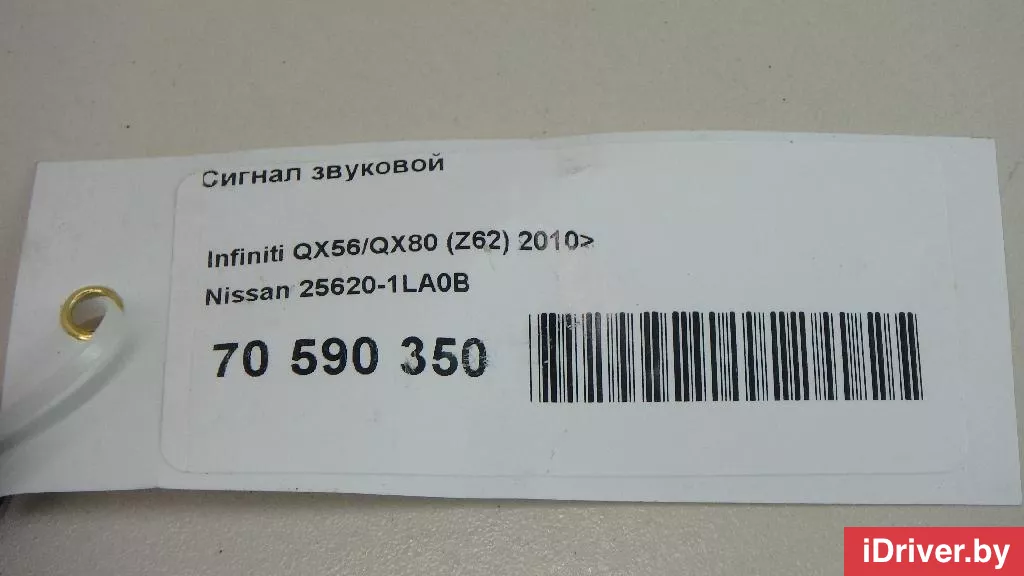 Сигнал звуковой
Infiniti QX56/QX80 (Z62) 2010>
Nissan 25620-1LA0B
70 590 350
iDriver.by